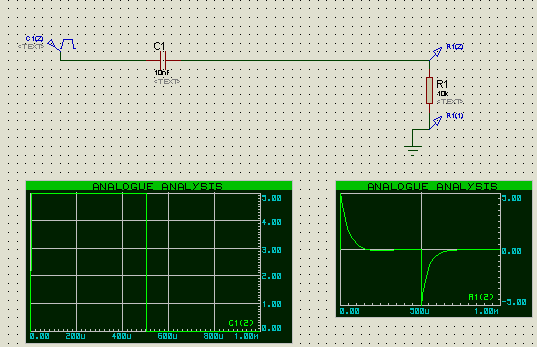 C1(2)
<TEXT>
C1
10nF
<TEXT>
R1(2)
R1
10k
<TEXT>
R1(1)
ANALOGUE ANALYSIS
5.00
4.00
3.00
2.00
1.00
0.00
C1(2)
0.00 200u 400u 600u 800u 1.00m
ANALOGUE ANALYSIS
5.00
0.00
-5.00
R1(2)
0.00 500u 1.00m